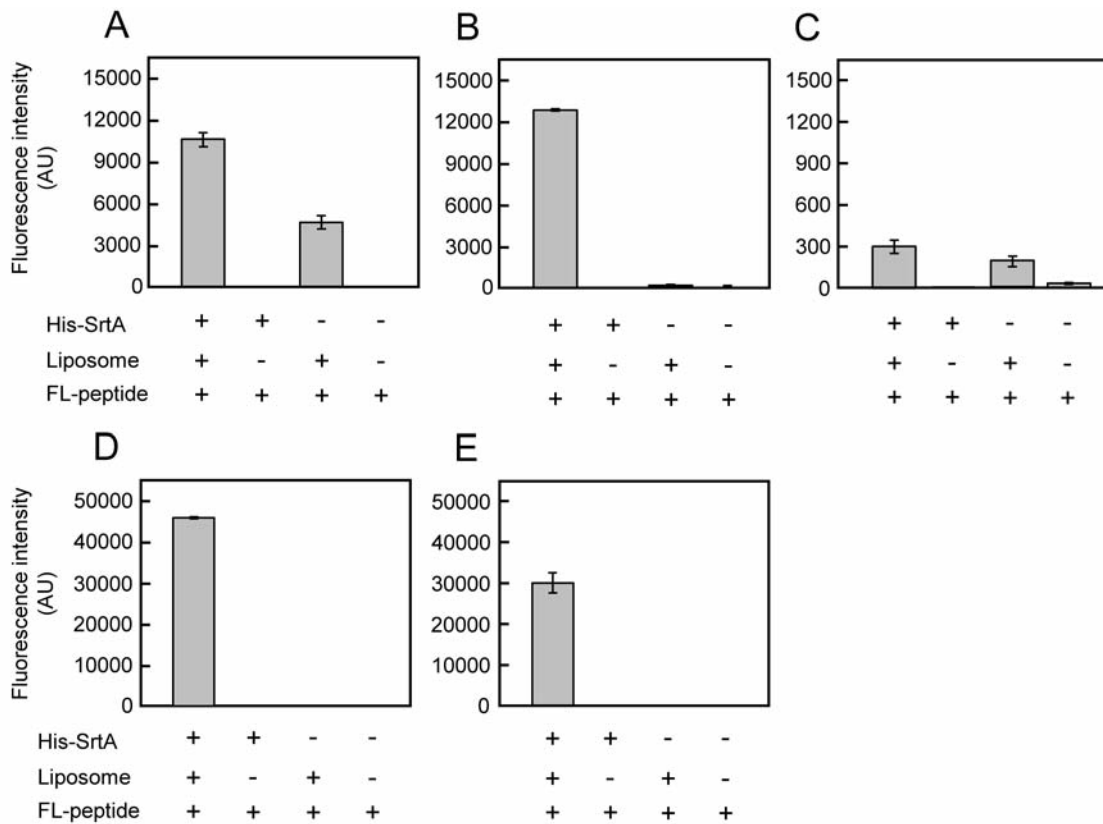 A
B
C
Fluorescence intensity
(AU)
15000
12000
9000
6000
3000
0
15000
12000
9000
6000
3000
0
1500
1200
900
600
300
0
His-SrtA + + - - + + - - + + - -
Liposome + - + - + - + - + - + -
FL-peptide + + + + + + + + + + + +
D
E
Fluorescence intensity
(AU)
50000
40000
30000
20000
10000
0
50000
40000
30000
20000
10000
0
His-SrtA + + - - + + - -
Liposome + - + - + - + -
FL-peptide + + + + + + + +